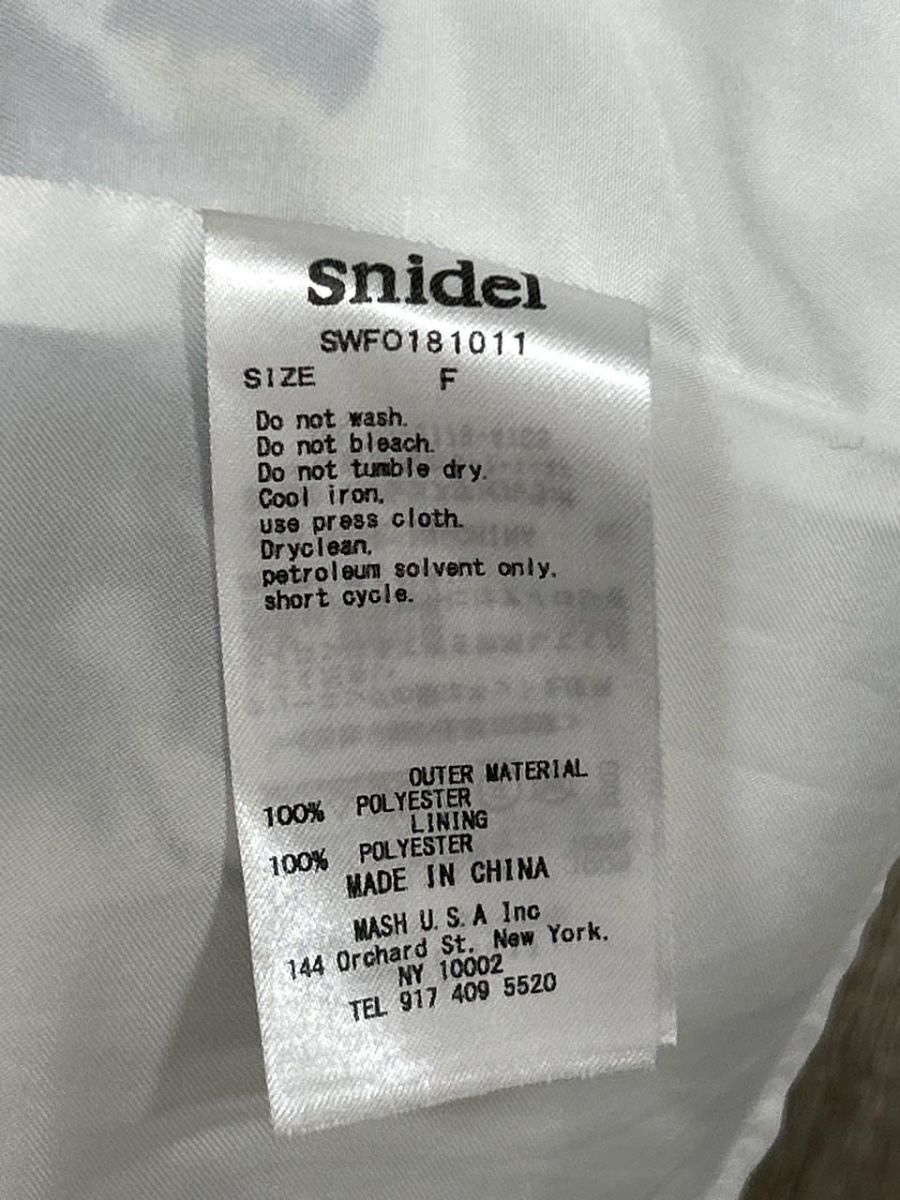 Snidel
SWFO181011
SIZE F
Do not wash.
Do not bleach.
Do not tumble dry.
Cool iron.
use press cloth.
Dryclean.
petroleum solvent only.
short cycle.
OUTER MATERIAL
100% POLYESTER
LINING
100% POLYESTER
MADE IN CHINA
MASH U.S.A Inc
144 Orchard St. New York.
NY 10002
TEL 917 409 5520